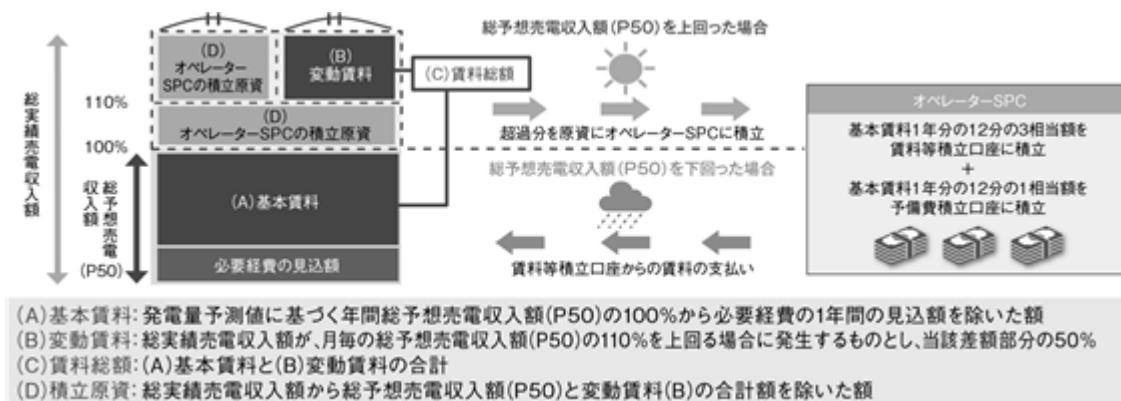 総予想売電収入額(P50)を上回った場合
(D)
オペレーター
SPCの積立原資
(B)
変動賃料
(C)賃料総額
110%
(D)
オペレーターSPCの積立原資
超過分を原資にオペレーターSPCに積立
100%
総実績売電収入額
総予想売電
収入額
(P50)
(A)基本賃料
必要経費の見込額
総予想売電収入額(P50)を下回った場合
賃料等積立口座からの賃料の支払い
オペレーターSPC
基本賃料1年分の12分の3相当額を
賃料等積立口座に積立
+
基本賃料1年分の12分の1相当額を
予備費積立口座に積立
(A)基本賃料:発電量予測値に基づく年間総予想売電収入額(P50)の100%から必要経費の1年間の見込額を除いた額
(B)変動賃料:総実績売電収入額が、月毎の総予想売電収入額(P50)の110%を上回る場合に発生するものとし、当該差額部分の50%
(C)賃料総額:(A)基本賃料と(B)変動賃料の合計
(D)積立原資:総実績売電収入額から総予想売電収入額(P50)と変動賃料(B)の合計額を除いた額